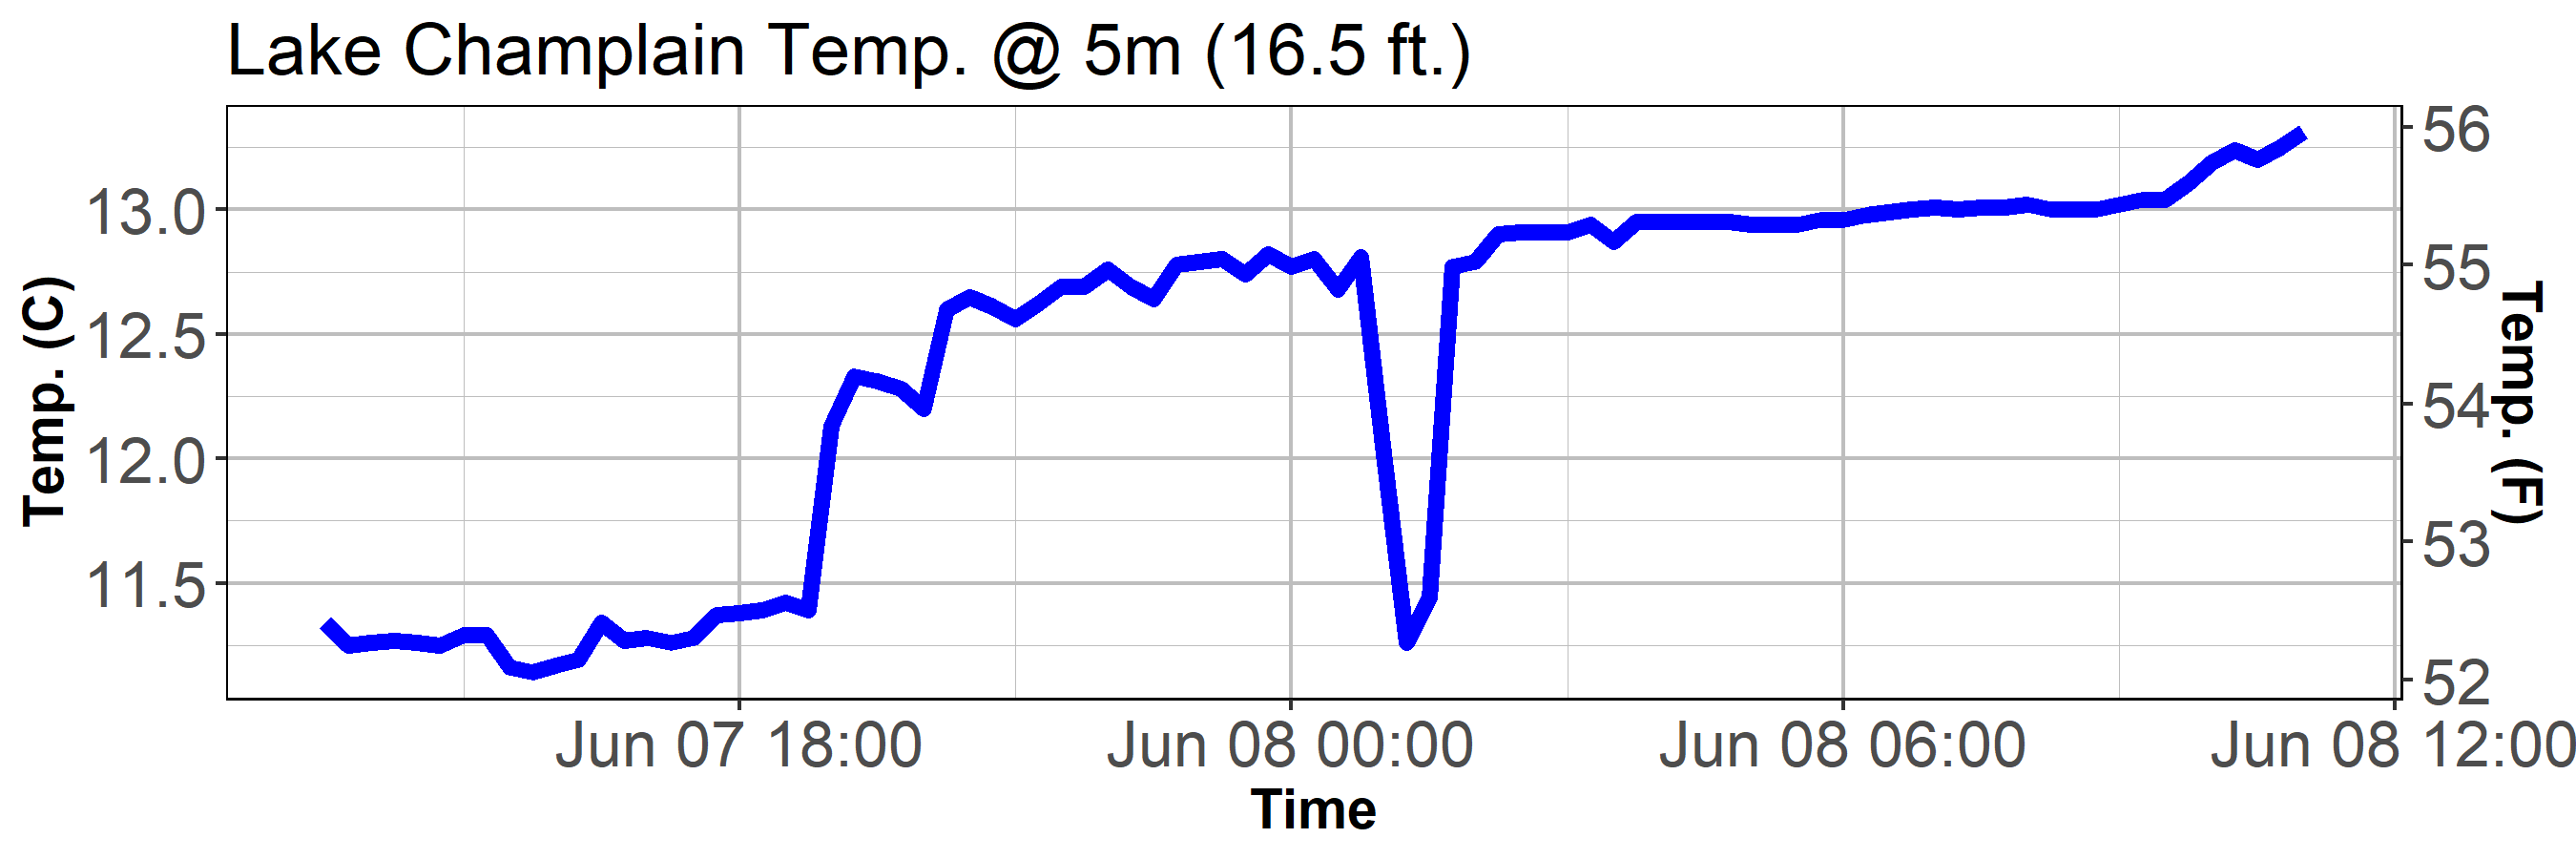 Lake Champlain Temp. @ 5m (16.5 ft.)
Temp. (C)
13.0
12.5
12.0
11.5
56
55
54
53
52
Temp. (F)
Jun 07 18:00 Jun 08 00:00 Jun 08 06:00 Jun 08 12:00
Time